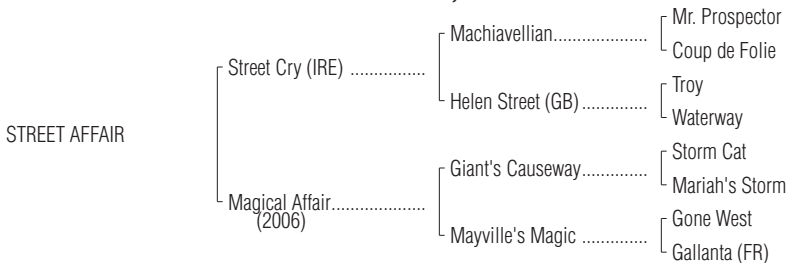 Mr. Prospector
Machiavellian....................
Coup de Folie
Street Cry (IRE) ................
Troy
Helen Street (GB) ..............
Waterway
STREET AFFAIR
Storm Cat
Giant's Causeway..............
Mariah's Storm
Magical Affair....................
(2006)
Gone West
Mayville's Magic ..............
Gallanta (FR)